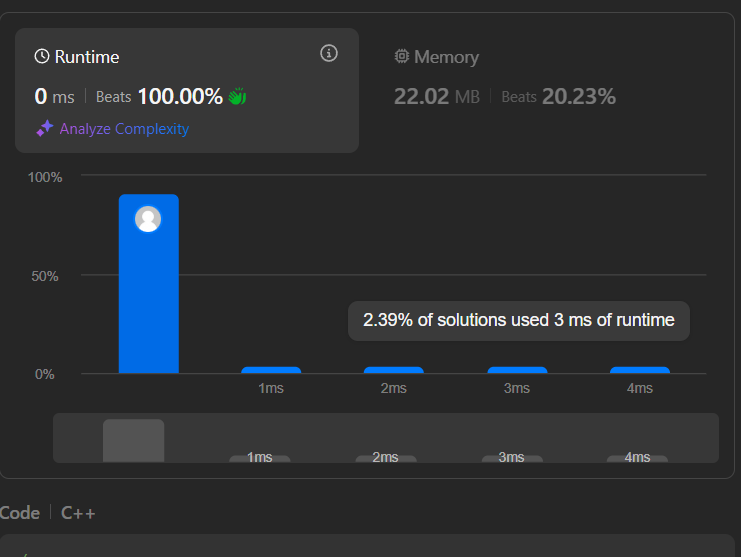 Runtime
Memory
0 ms Beats 100.00%
22.02 MB Beats 20.23%
Analyze Complexity
100%
50%
2.39% of solutions used 3 ms of runtime
0%
1ms 2ms 3ms 4ms
1ms 2ms 3ms 4ms
Code C++